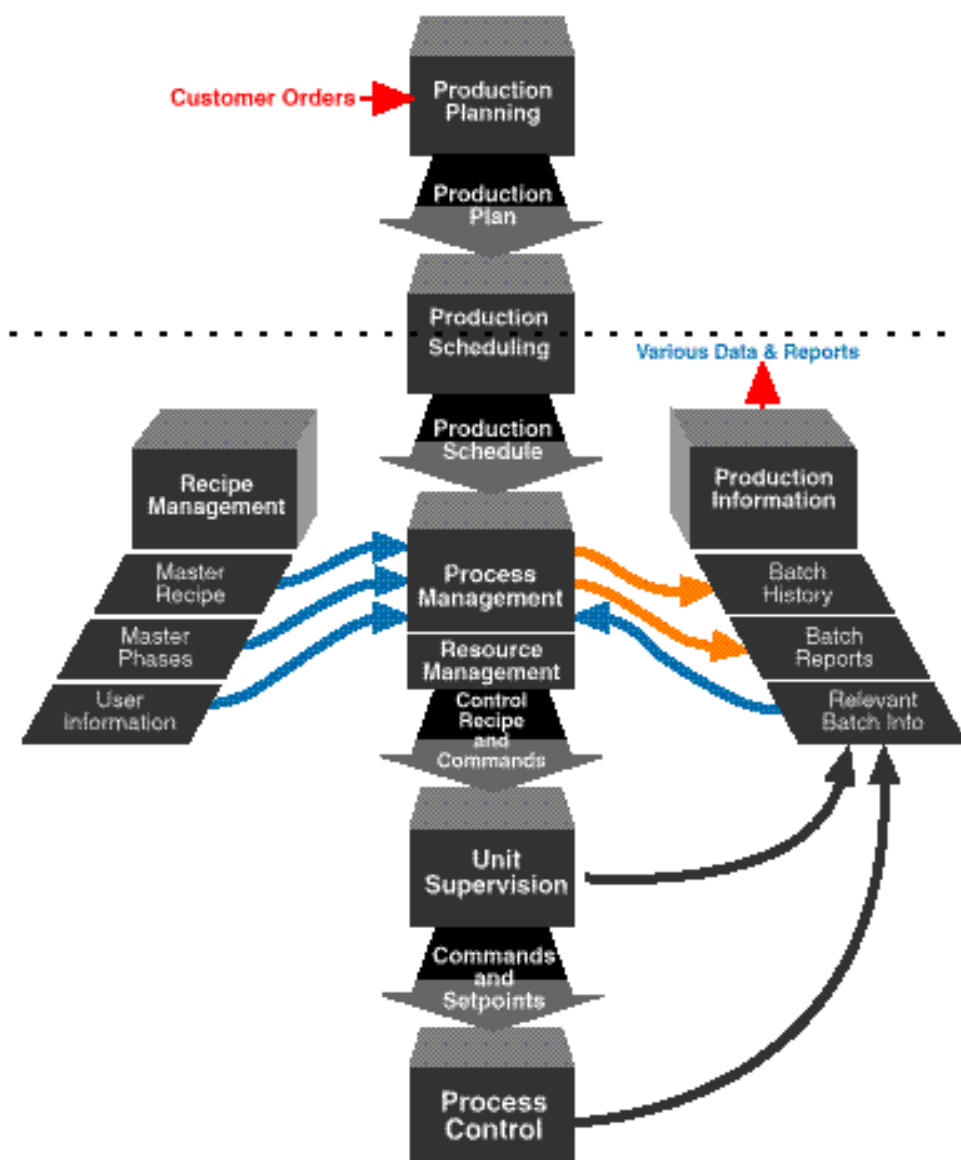 Production
Planning
Customer Orders
Production
Plan
Production
Scheduling
Various Data & Reports
Production
Schedule
Recipe
Management
Production
Information
Master
Recipe
Process
Management
Batch
History
Master
Phases
Resource
Management
Batch
Reports
User
Information
Control
Recipe
and
Commands
Relevant
Batch Info
Unit
Supervision
Commands
and
Setpoints
Process
Control